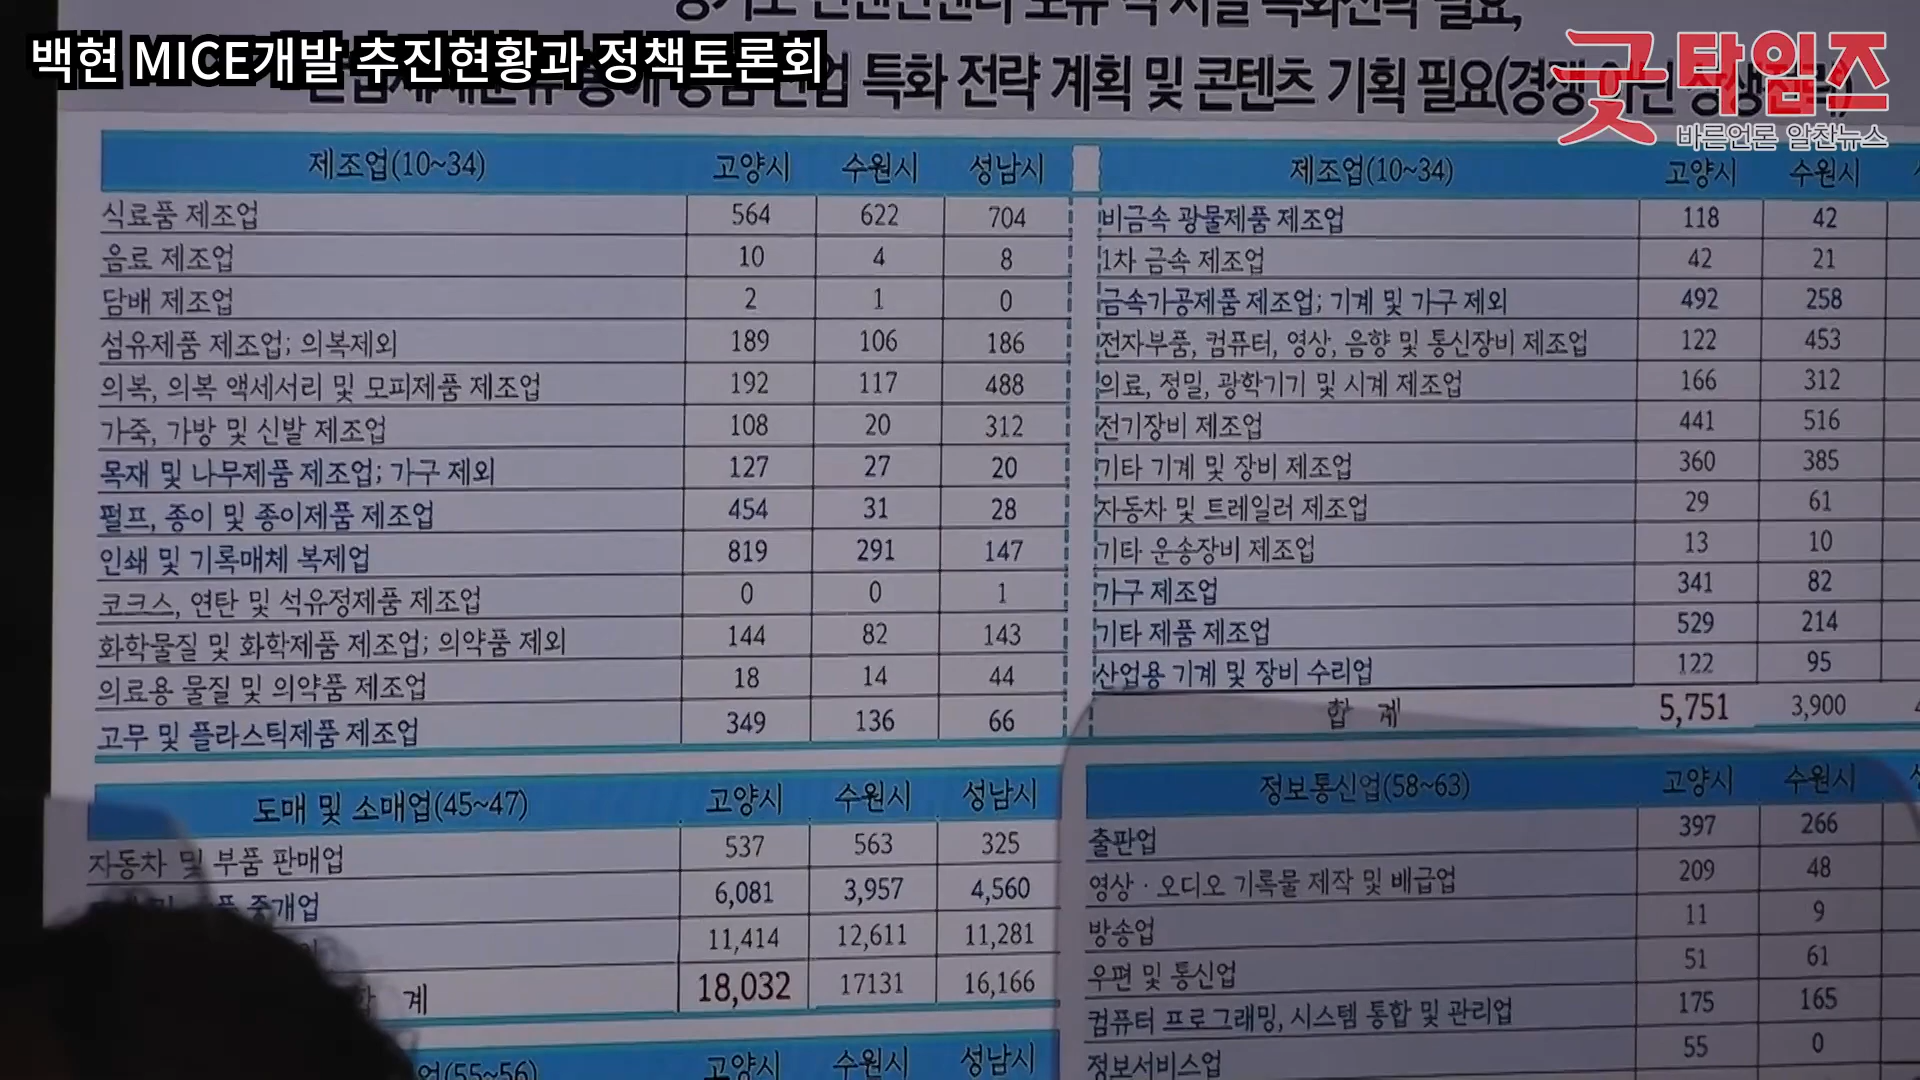 백현 MICE개발 추진현황과 정책토론회
굿타임즈
바른언론 알찬뉴스
특화 전략 계획 및 콘텐츠 기획 필요(경쟁
제조업(10~34) 고양시 수원시 성남시
식료품 제조업 564 622 704
음료 제조업 10 4 8
담배 제조업 2 1 0
섬유제품 제조업; 의복제외 189 106 186
의복, 의복 액세서리 및 모피제품 제조업 192 117 488
가죽, 가방 및 신발 제조업 108 20 312
목재 및 나무제품 제조업; 가구 제외 127 27 20
펄프, 종이 및 종이제품 제조업 454 31 28
인쇄 및 기록매체 복제업 819 291 147
코크스, 연탄 및 석유정제품 제조업 0 0 1
화학물질 및 화학제품 제조업; 의약품 제외 144 82 143
의료용 물질 및 의약품 제조업 18 14 44
고무 및 플라스틱제품 제조업 349 136 66
제조업(10~34) 고양시 수원시
비금속 광물제품 제조업 118 42
1차 금속 제조업 42 21
금속가공제품 제조업; 기계 및 가구 제외 492 258
전자부품, 컴퓨터, 영상, 음향 및 통신장비 제조업 122 453
의료, 정밀, 광학기기 및 시계 제조업 166 312
전기장비 제조업 441 516
기타 기계 및 장비 제조업 360 385
자동차 및 트레일러 제조업 29 61
기타 운송장비 제조업 13 10
가구 제조업 341 82
기타 제품 제조업 529 214
산업용 기계 및 장비 수리업 122 95
합 계 5,751 3,900
도매 및 소매업(45~47) 고양시 수원시 성남시
자동차 및 부품 판매업 537 563 325
중개업 6,081 3,957 4,560
11,414 12,611 11,281
계 18,032 17131 16,166
업(55~56) 고양시 수원시 성남시
정보통신업(58~63) 고양시 수원시
출판업 397 266
영상 · 오디오 기록물 제작 및 배급업 209 48
방송업 11 9
우편 및 통신업 51 61
컴퓨터 프로그래밍, 시스템 통합 및 관리업 175 165
정보서비스업 55 0